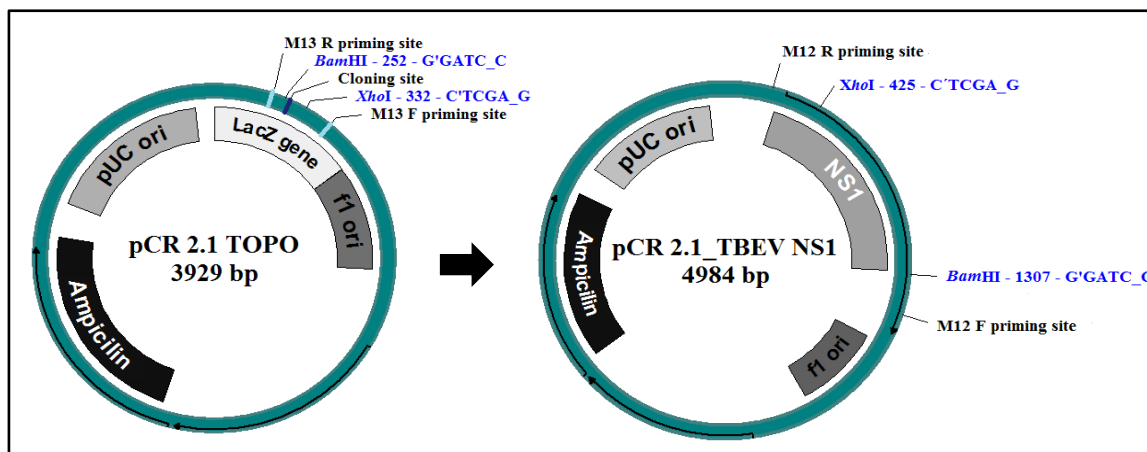 M13 R priming site
BamHI - 252 - G'GATC_C
Cloning site
XhoI - 332 - C'TCGA_G
M13 F priming site
LacZ gene
pUC ori
f1 ori
pCR 2.1 TOPO
3929 bp
Ampicilin
M12 R priming site
XhoI - 425 - C´TCGA_G
pUC ori
NS1
Ampicilin
pCR 2.1_TBEV NS1
4984 bp
BamHI - 1307 - G'GATC_C
M12 F priming site
f1 ori